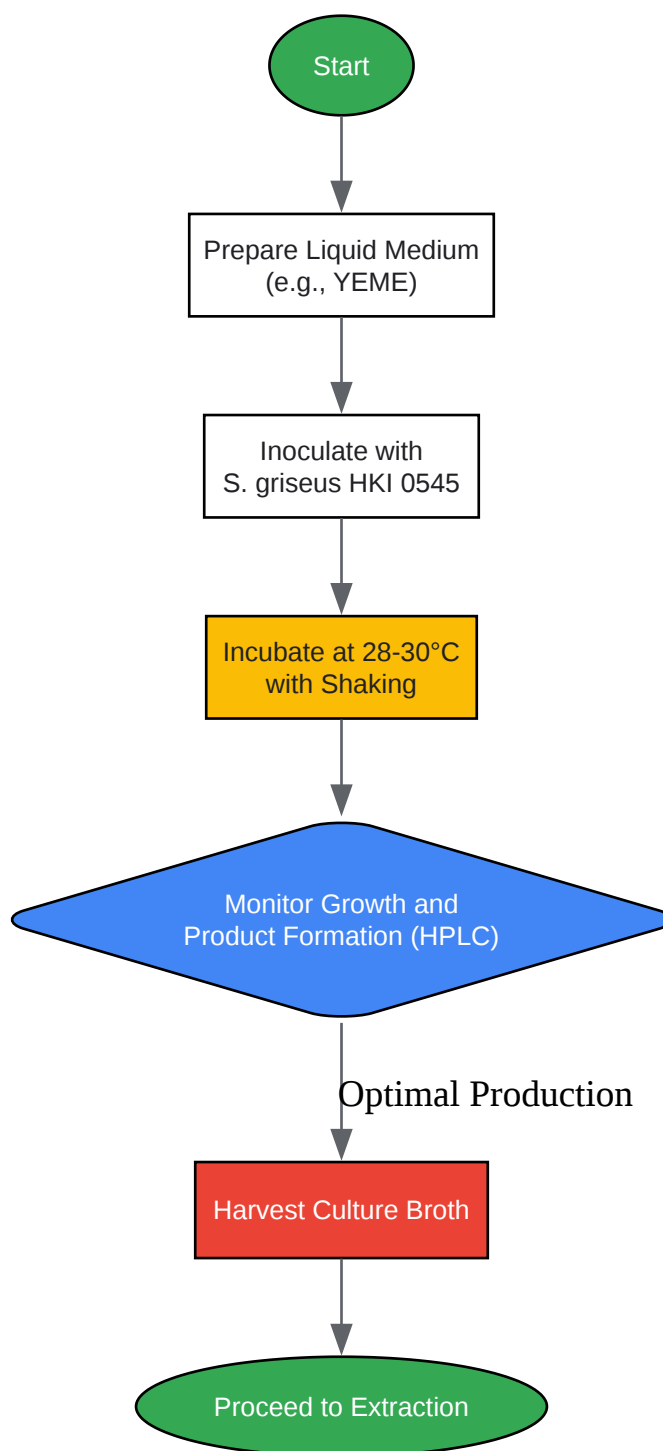 Start
Prepare Liquid Medium
(e.g., YEME)
Inoculate with
S. griseus HKI 0545
Incubate at 28-30°C
with Shaking
Monitor Growth and
Product Formation (HPLC)
Optimal Production
Harvest Culture Broth
Proceed to Extraction